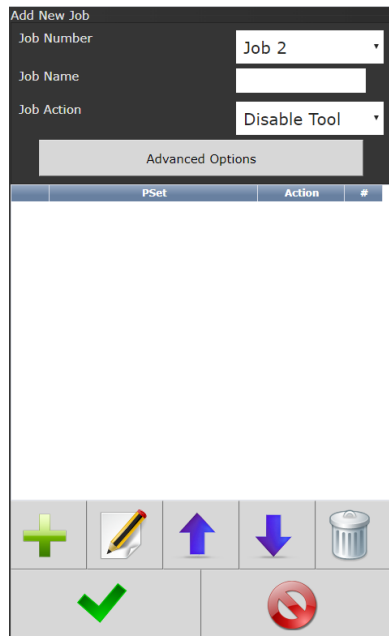 Add New Job
Job Number
Job 2
Job Name
Job Action
Disable Tool
Advanced Options
PSet Action #